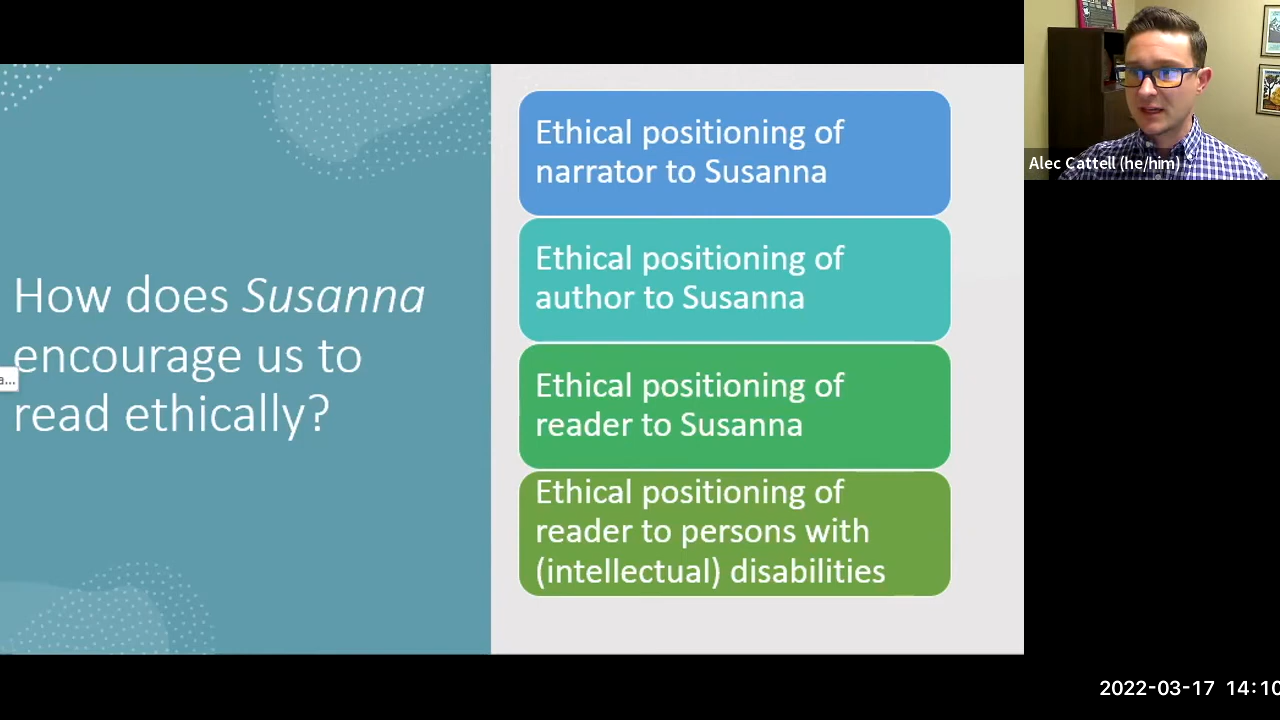 How does Susanna
encourage us to
read ethically?
a...
Ethical positioning of
narrator to Susanna
Ethical positioning of
author to Susanna
Ethical positioning of
reader to Susanna
Ethical positioning of
reader to persons with
(intellectual) disabilities
Alec Cattell (he/him)
2022-03-17 14:10